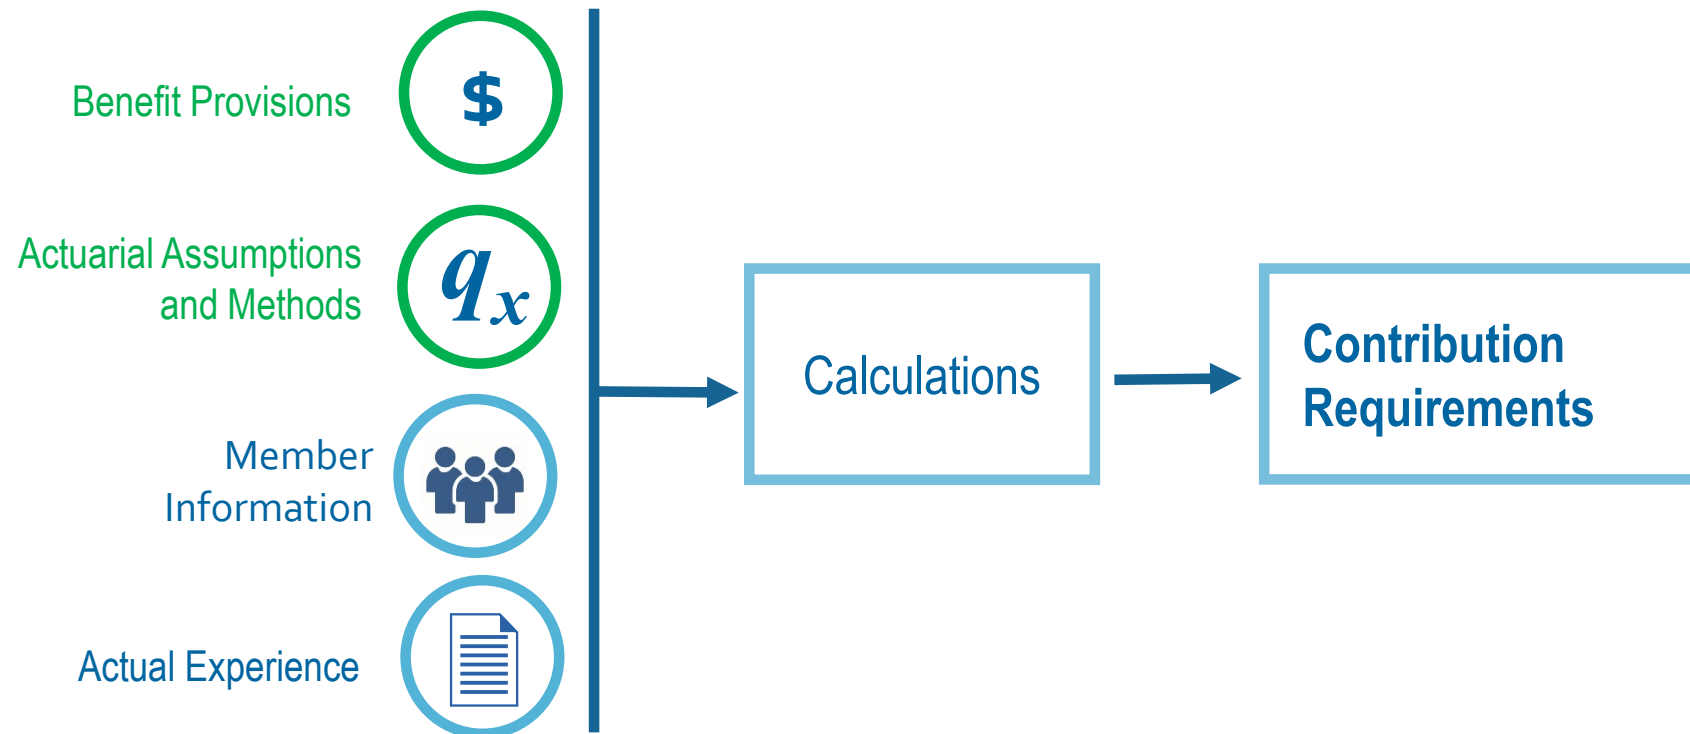 Benefit Provisions
$
Actuarial Assumptions
and Methods
qx
Member
Information
Actual Experience
Calculations
Contribution
Requirements